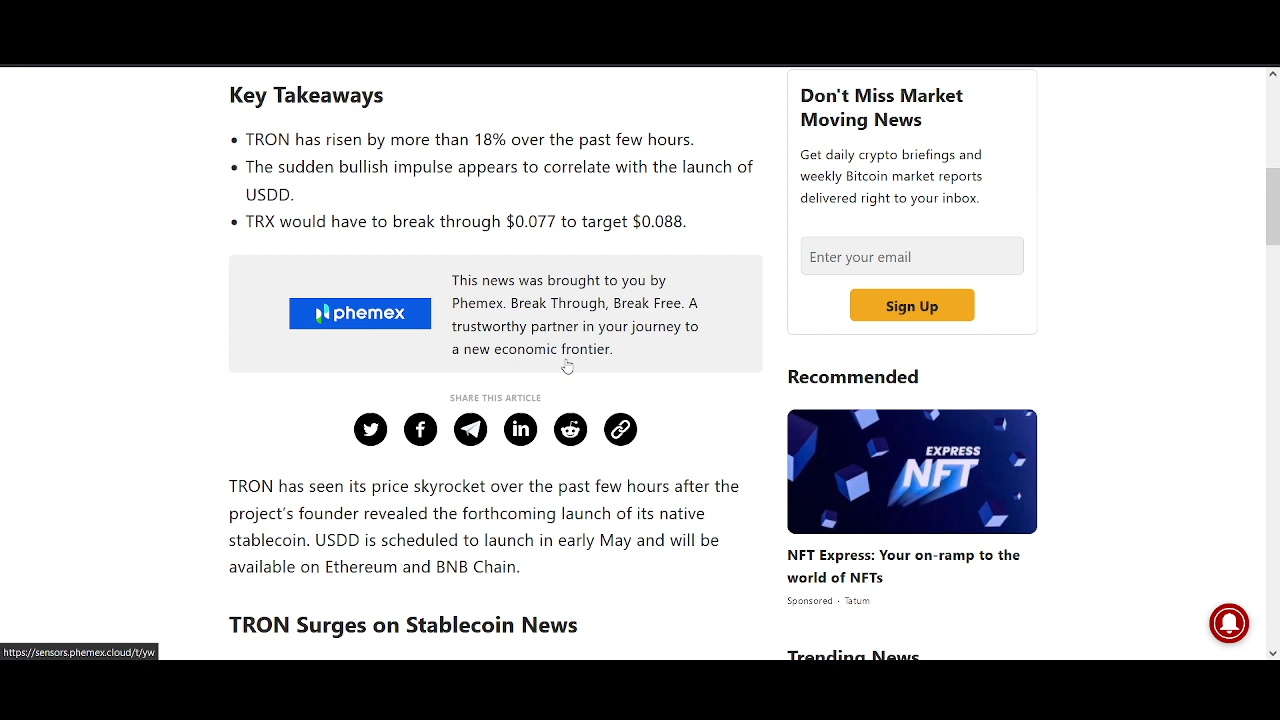 Key Takeaways
• TRON has risen by more than 18% over the past few hours.
• The sudden bullish impulse appears to correlate with the launch of
USDD.
• TRX would have to break through $0.077 to target $0.088.
phemex
This news was brought to you by
Phemex. Break Through, Break Free. A
trustworthy partner in your journey to
a new economic frontier.
SHARE THIS ARTICLE
in
TRON has seen its price skyrocket over the past few hours after the
project’s founder revealed the forthcoming launch of its native
stablecoin. USDD is scheduled to launch in early May and will be
available on Ethereum and BNB Chain.
TRON Surges on Stablecoin News
https://sensors.phemex.cloud/t/yw
Don't Miss Market
Moving News
Get daily crypto briefings and
weekly Bitcoin market reports
delivered right to your inbox.
Enter your email
Sign Up
Recommended
EXPRESS
NFT
NFT Express: Your on-ramp to the
world of NFTs
Sponsored · Tatum
Trending News